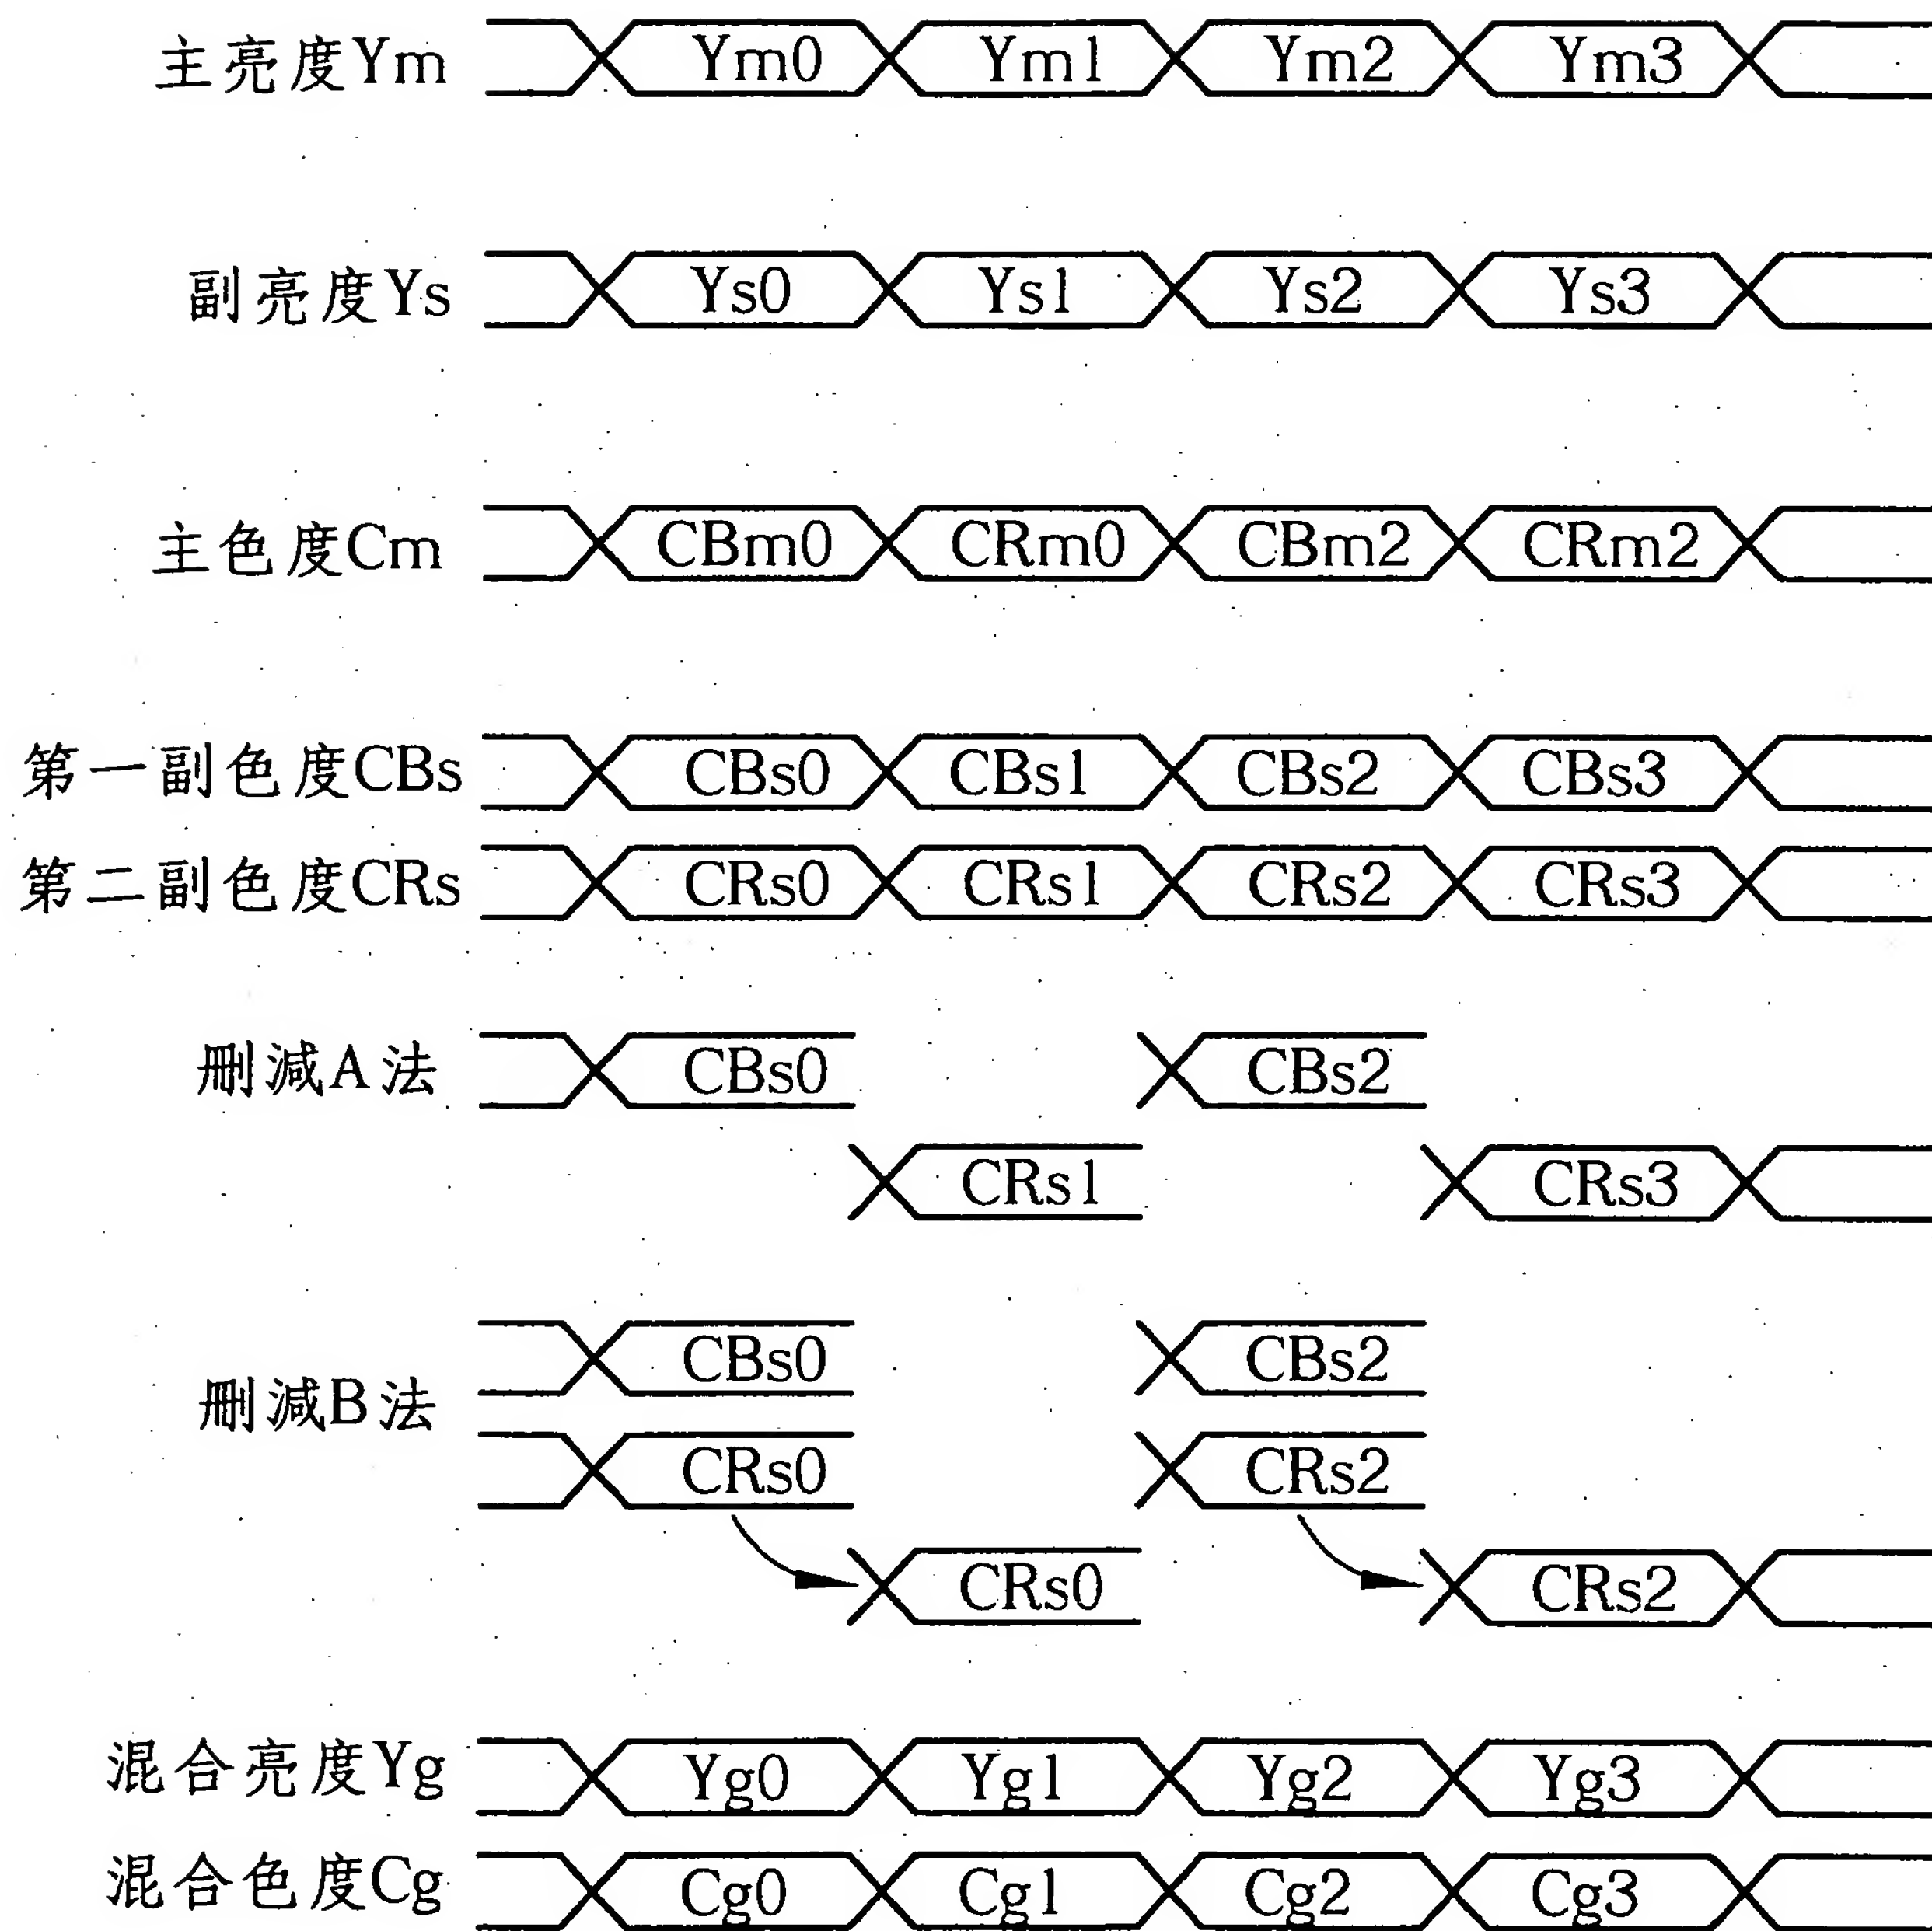 主亮度Ym Ym0 Ym1 Ym2 Ym3
副亮度Ys Ys0 Ys1 Ys2 Ys3
主色度Cm CBm0 CRm0 CBm2 CRm2
第一副色度CBs CBs0 CBs1 CBs2 CBs3
第二副色度CRs CRs0 CRs1 CRs2 CRs3
删减A法 CBs0 CBs2
CRs1 CRs3
CBs0 CBs2
删减B法
CRs0 CRs2
CRs0 CRs2
混合亮度Yg Yg0 Yg1 Yg2 Yg3
混合色度Cg Cg0 Cg1 Cg2 Cg3